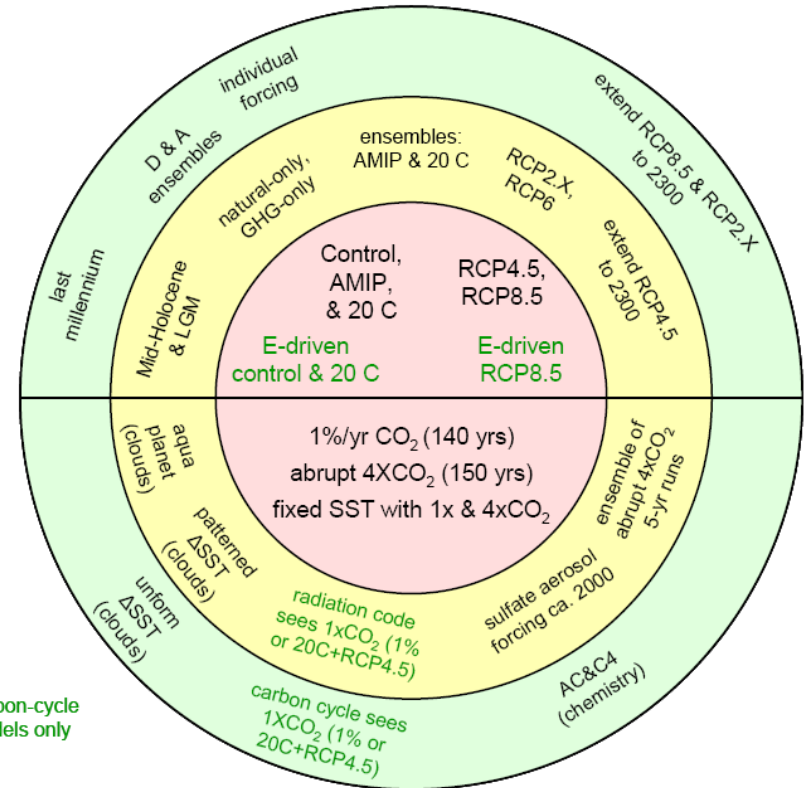 individual
forcing
D & A
ensembles
last
millennium
extend RCP8.5 & RCP2.X
to 2300
ensembles:
AMIP & 20 C
natural-only,
GHG-only
Mid-Holocene
& LGM
RCP2.X,
RCP6
extend RCP4.5
to 2300
Control,
AMIP,
& 20 C
RCP4.5,
RCP8.5
E-driven
control & 20 C
E-driven
RCP8.5
1%/yr CO₂ (140 yrs)
abrupt 4XCO₂ (150 yrs)
fixed SST with 1x & 4xCO₂
aqua
planet
(clouds)
patterned
ΔSST
(clouds)
unform
ΔSST
(clouds)
radiation code
sees 1xCO₂ (1%
or 20C+RCP4.5)
carbon cycle sees
1XCO₂ (1% or
20C+RCP4.5)
ensemble of
abrupt 4xCO₂
5-yr runs
sulfate aerosol
forcing ca. 2000
AC&C4
(chemistry)
bon-cycle
dels only